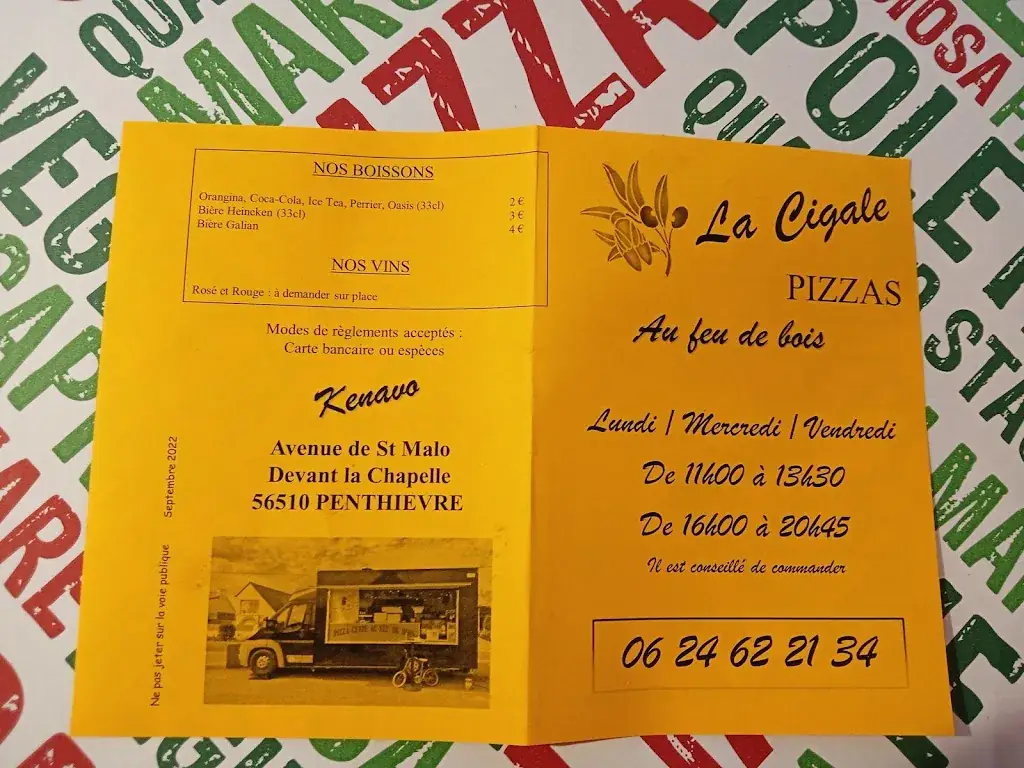 NOS BOISSONS
Orangina, Coca-Cola, Ice Tea, Perrier, Oasis (33cl) 2 €
Bière Heineken (33cl) 3 €
Bière Galian 4 €
NOS VINS
Rosé et Rouge : à demander sur place
Modes de règlements acceptés :
Carte bancaire ou espèces
Kenavo
Avenue de St Malo
Devant la Chapelle
56510 PENTHIEVRE
Ne pas jeter sur la voie publique Septembre 2022
La Cigale
PIZZAS
Au feu de bois
Lundi / Mercredi / Vendredi
De 11h00 à 13h30
De 16h00 à 20h45
Il est conseillé de commander
06 24 62 21 34